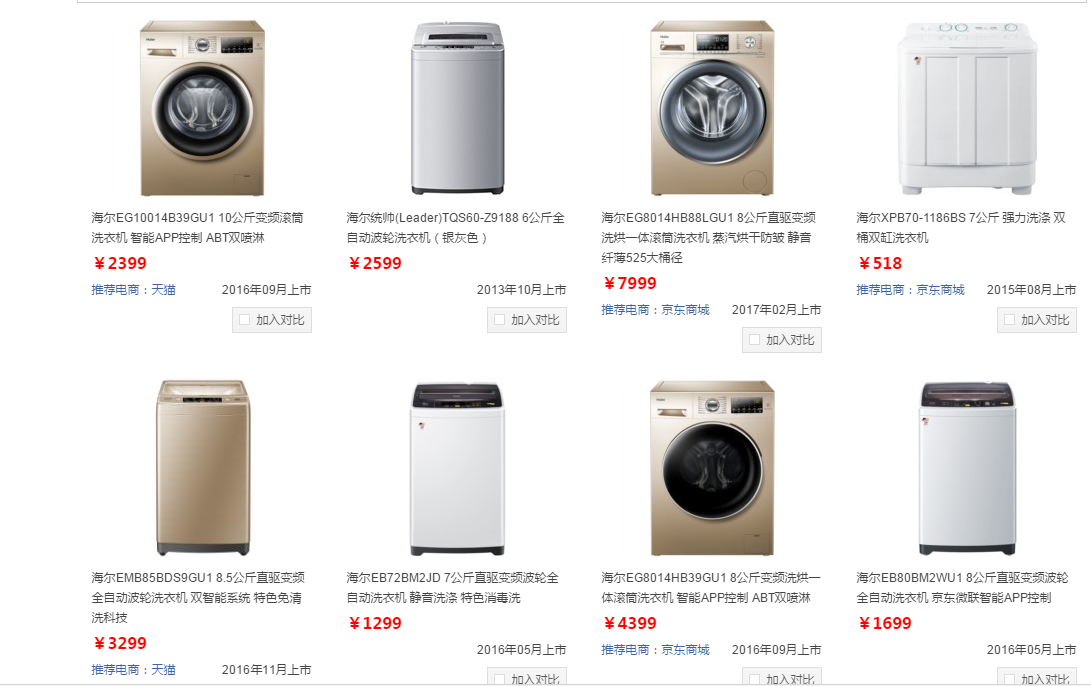 海尔EG10014B39GU1 10公斤变频滚筒
洗衣机 智能APP控制 ABT双喷淋
￥2399
推荐电商：天猫
2016年09月上市
加入对比
海尔统帅(Leader)TQS60-Z9188 6公斤全
自动波轮洗衣机（银灰色）
￥2599
2013年10月上市
加入对比
海尔EG8014HB88LGU1 8公斤直驱变频
洗烘一体滚筒洗衣机 蒸汽烘干防皱 静音
纤薄525大桶径
￥7999
推荐电商：京东商城
2017年02月上市
加入对比
海尔XPB70-1186BS 7公斤 强力洗涤 双
桶双缸洗衣机
￥518
推荐电商：京东商城
2015年08月上市
加入对比
海尔EMB85BDS9GU1 8.5公斤直驱变频
全自动波轮洗衣机 双智能系统 特色免清
洗科技
￥3299
推荐电商：天猫
2016年11月上市
海尔EB72BM2JD 7公斤直驱变频波轮全
自动洗衣机 静音洗涤 特色消毒洗
￥1299
2016年05月上市
加入对比
海尔EG8014HB39GU1 8公斤变频洗烘一
体滚筒洗衣机 智能APP控制 ABT双喷淋
￥4399
推荐电商：京东商城
2016年09月上市
加入对比
海尔EB80BM2WU1 8公斤直驱变频波轮
全自动洗衣机 京东微联智能APP控制
￥1699
2016年05月上市
加入对比